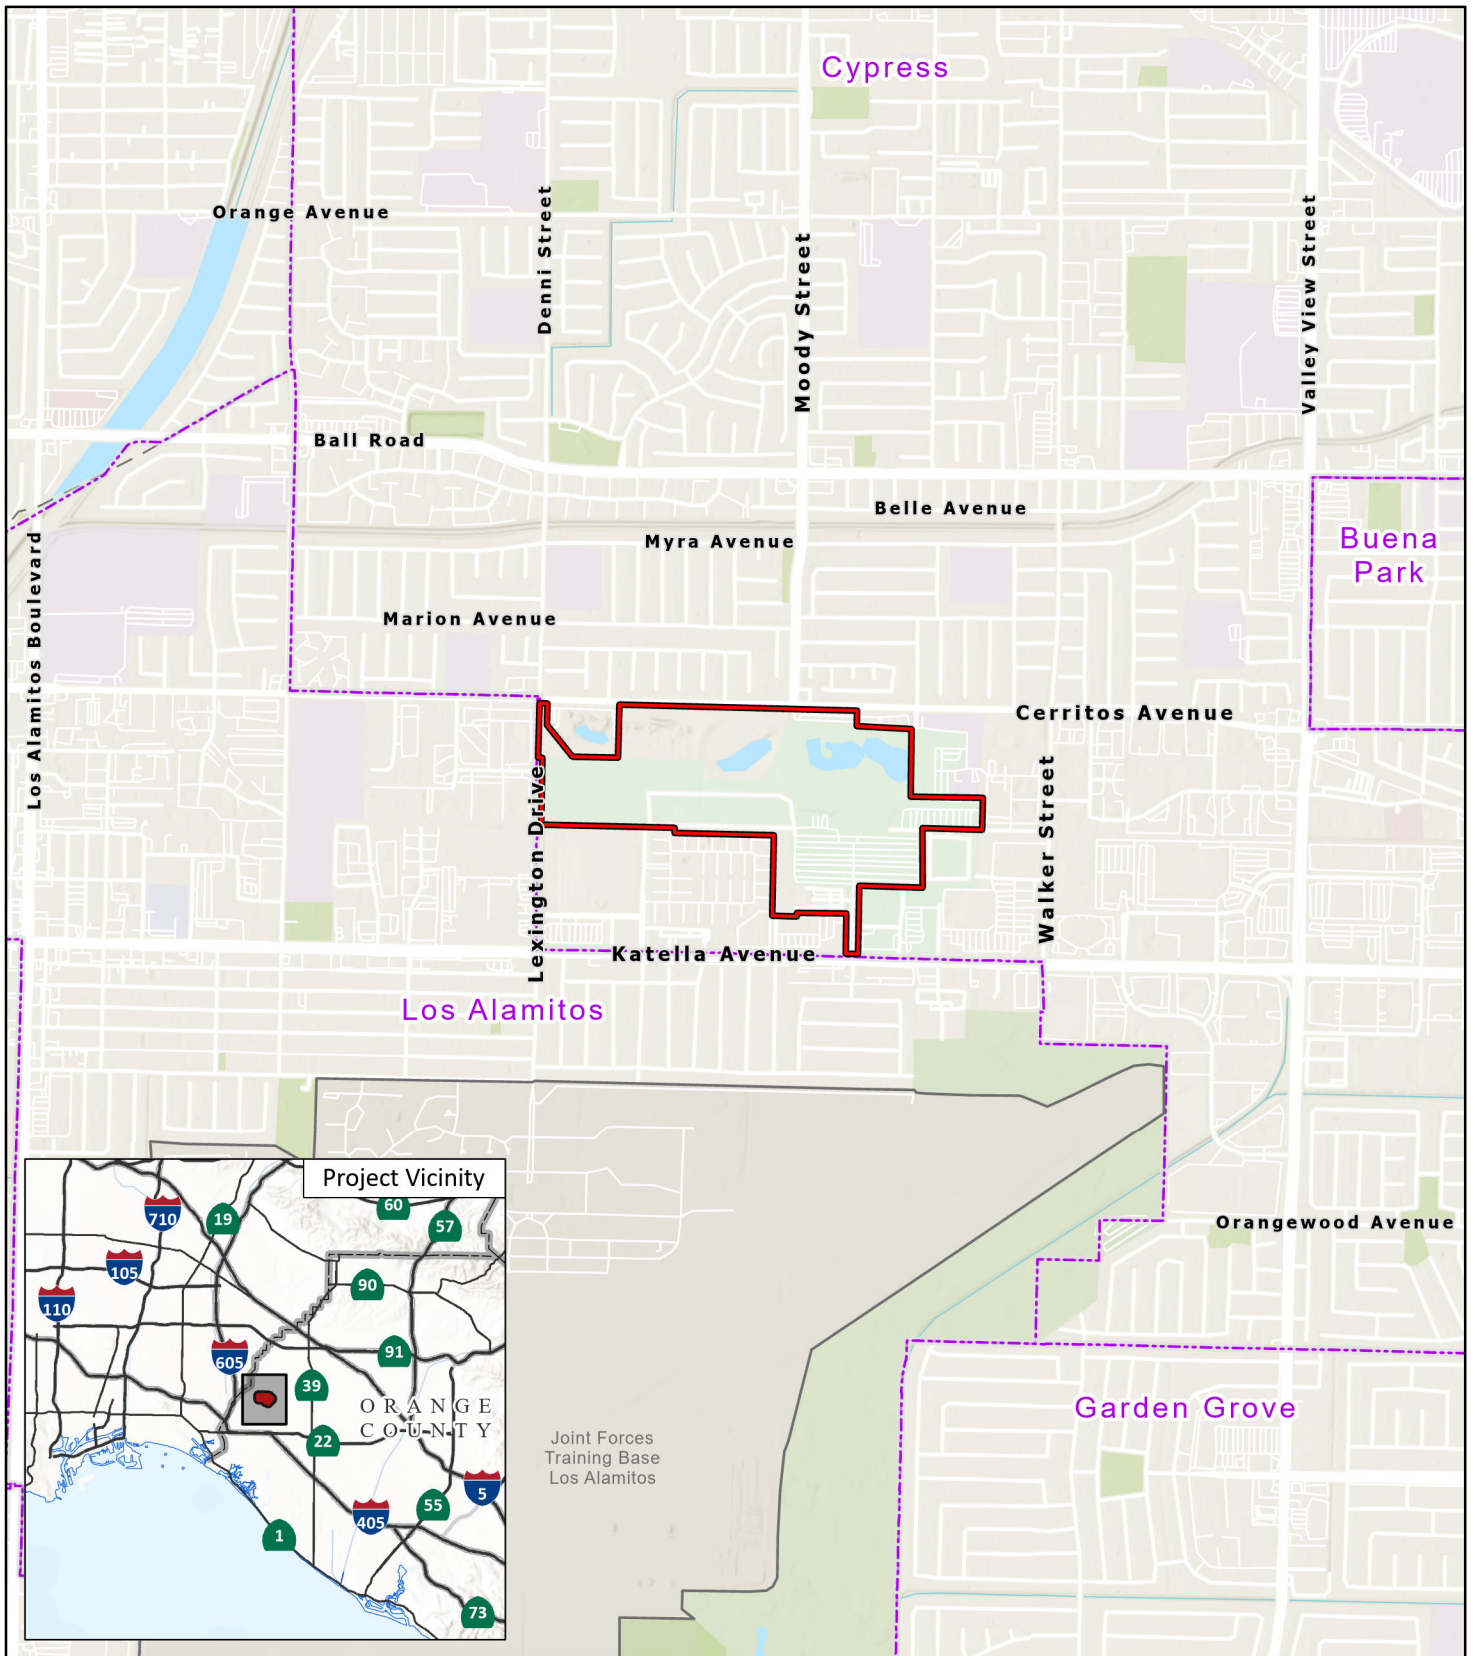 Cypress
Orange Avenue
Denni Street
Moody Street
Valley View Street
Ball Road
Belle Avenue
Myra Avenue
Buena
Park
Los Alamitos Boulevard
Marion Avenue
Cerritos Avenue
Lexington Drive
Walker Street
Katella Avenue
Los Alamitos
Orangewood Avenue
Garden Grove
Joint Forces
Training Base
Los Alamitos
Project Vicinity
60
710
19
57
105
90
110
91
605
39
ORANGE
COUNTY
22
5
55
405
1
73